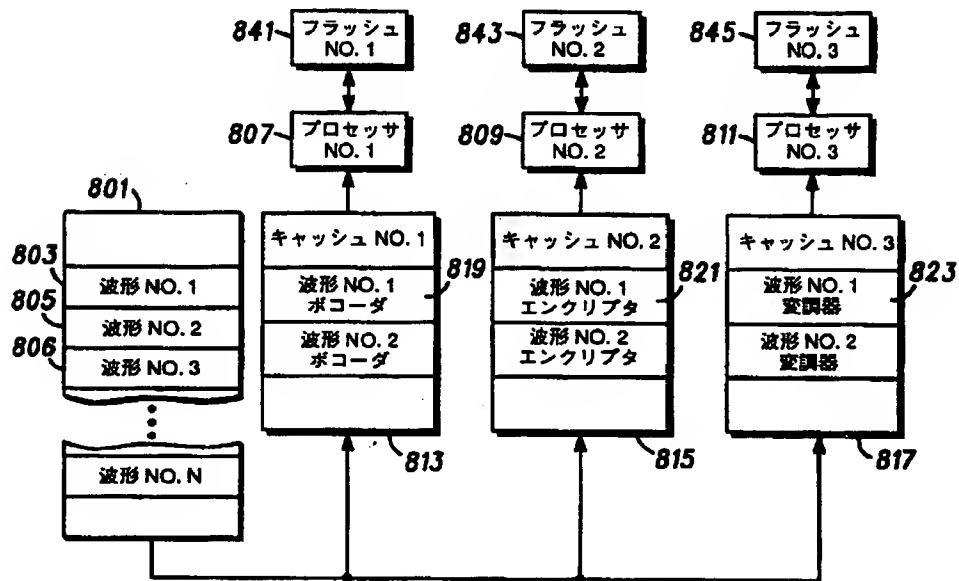 841
フラッシュ
NO. 1
843
フラッシュ
NO. 2
845
フラッシュ
NO. 3
807
プロセッサ
NO. 1
809
プロセッサ
NO. 2
811
プロセッサ
NO. 3
801
803
波形 NO. 1
805
波形 NO. 2
806
波形 NO. 3
波形 NO. N
キャッシュ NO. 1
波形 NO. 1
ボコーダ
819
波形 NO. 2
ボコーダ
813
キャッシュ NO. 2
波形 NO. 1
エンクリプタ
821
波形 NO. 2
エンクリプタ
815
キャッシュ NO. 3
波形 NO. 1
変調器
823
波形 NO. 2
変調器
817